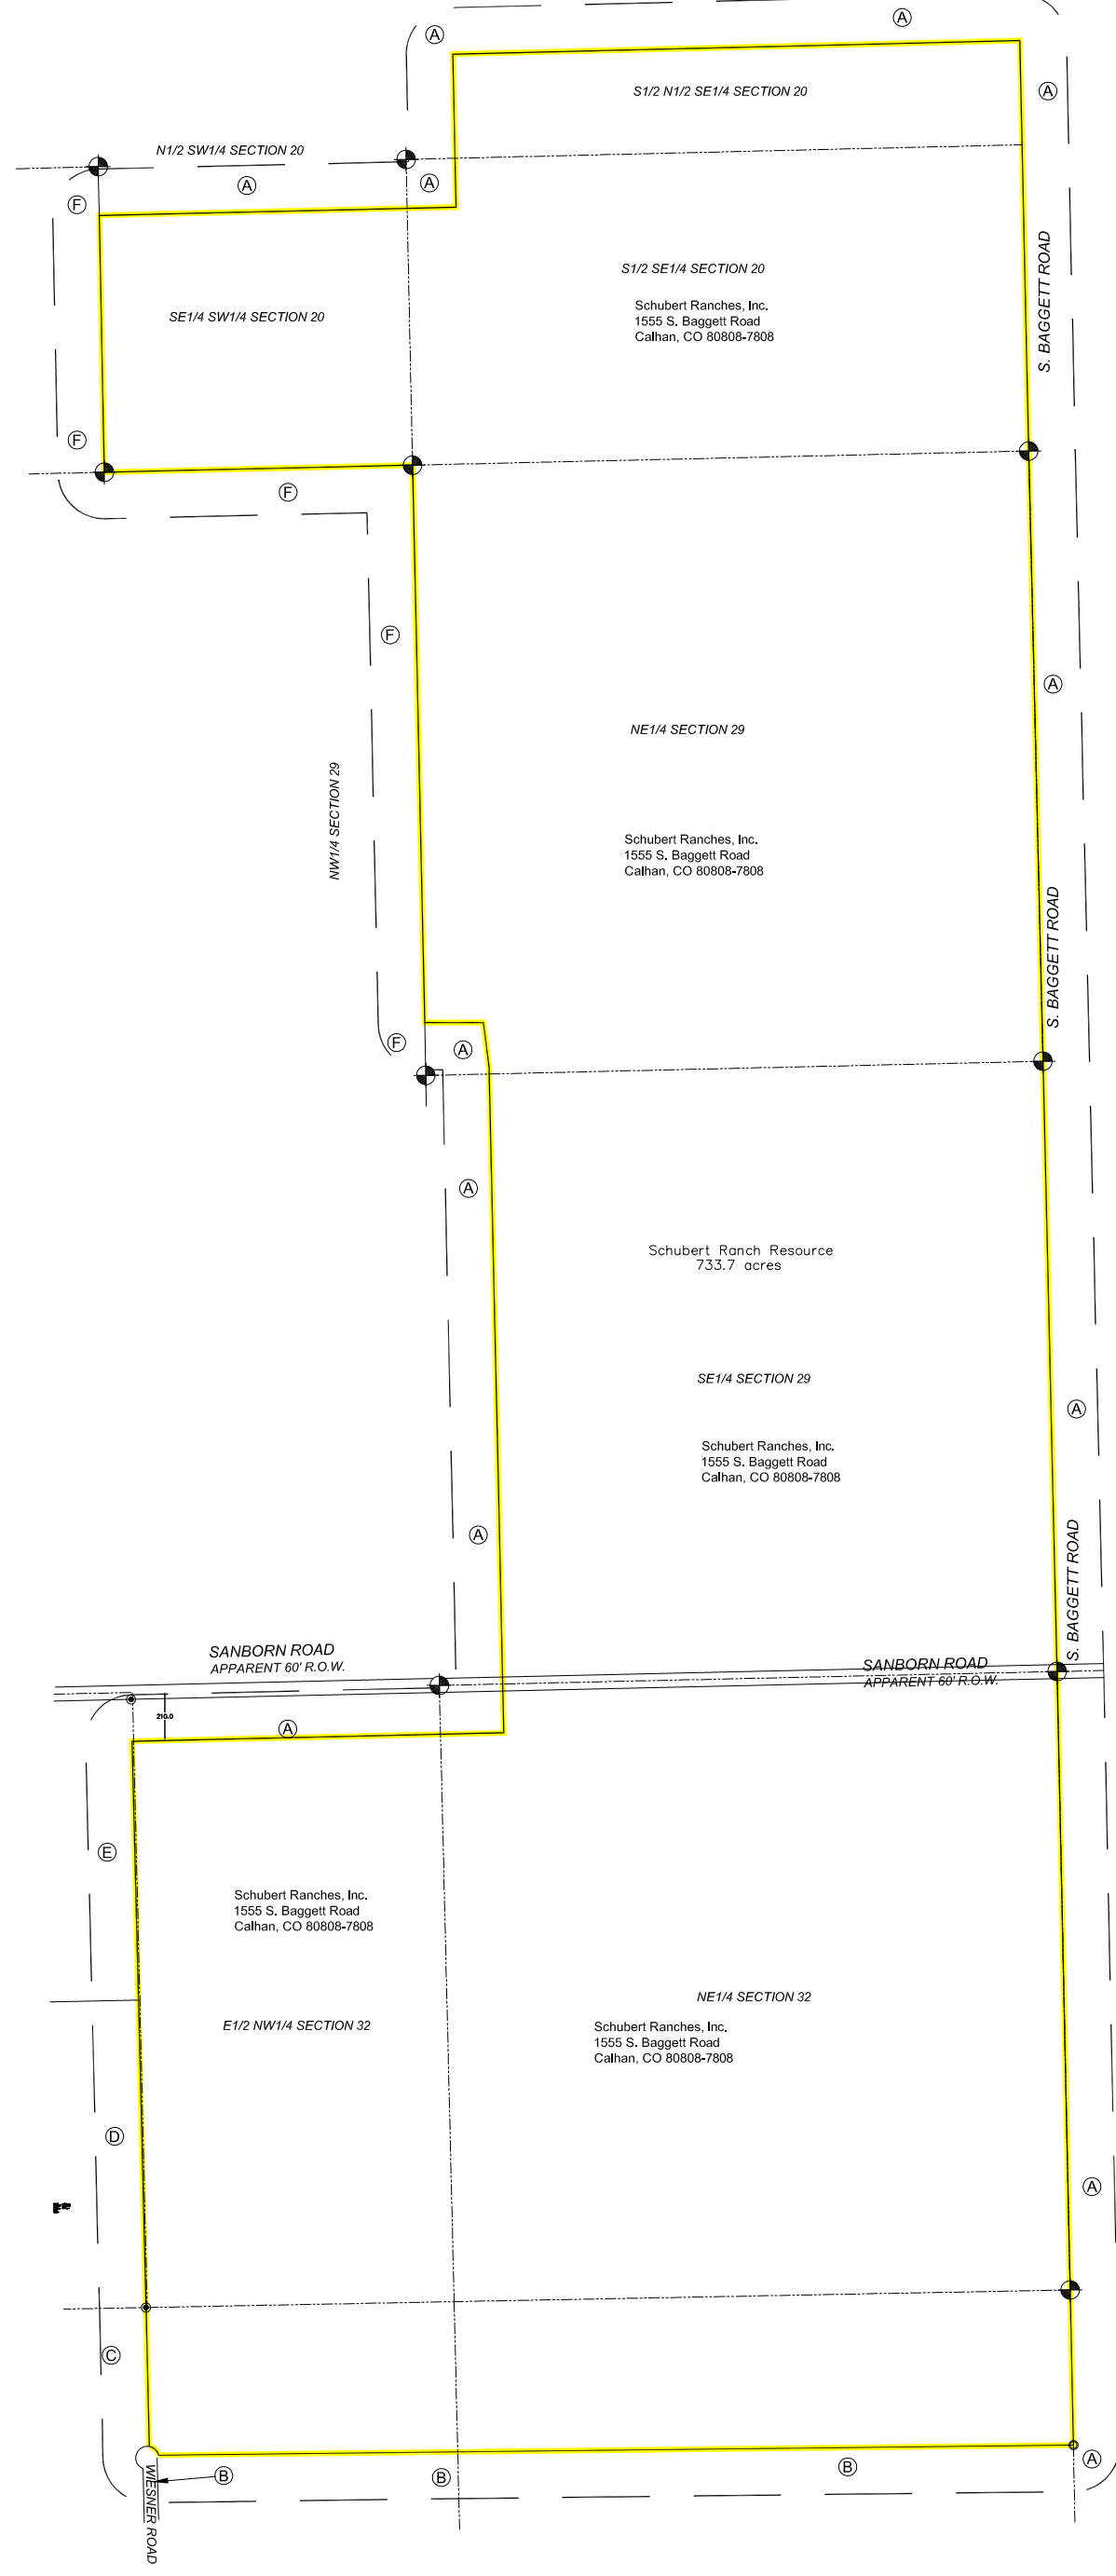 A
A
S1/2 N1/2 SE1/4 SECTION 20
A
N1/2 SW1/4 SECTION 20
A
A
F
S1/2 SE1/4 SECTION 20
S. BAGGETT ROAD
Schubert Ranches, Inc.
1555 S. Baggett Road
Calhan, CO 80808-7808
SE1/4 SW1/4 SECTION 20
F
F
F
A
NE1/4 SECTION 29
NW1/4 SECTION 29
Schubert Ranches, Inc.
1555 S. Baggett Road
Calhan, CO 80808-7808
S. BAGGETT ROAD
F
A
A
Schubert Ranch Resource
733.7 acres
SE1/4 SECTION 29
A
Schubert Ranches, Inc.
1555 S. Baggett Road
Calhan, CO 80808-7808
A
S. BAGGETT ROAD
SANBORN ROAD
APPARENT 60' R.O.W.
SANBORN ROAD
APPARENT 60' R.O.W.
210.0
A
E
Schubert Ranches, Inc.
1555 S. Baggett Road
Calhan, CO 80808-7808
NE1/4 SECTION 32
E1/2 NW1/4 SECTION 32
Schubert Ranches, Inc.
1555 S. Baggett Road
Calhan, CO 80808-7808
D
A
C
A
B
B
B
WIESNER ROAD